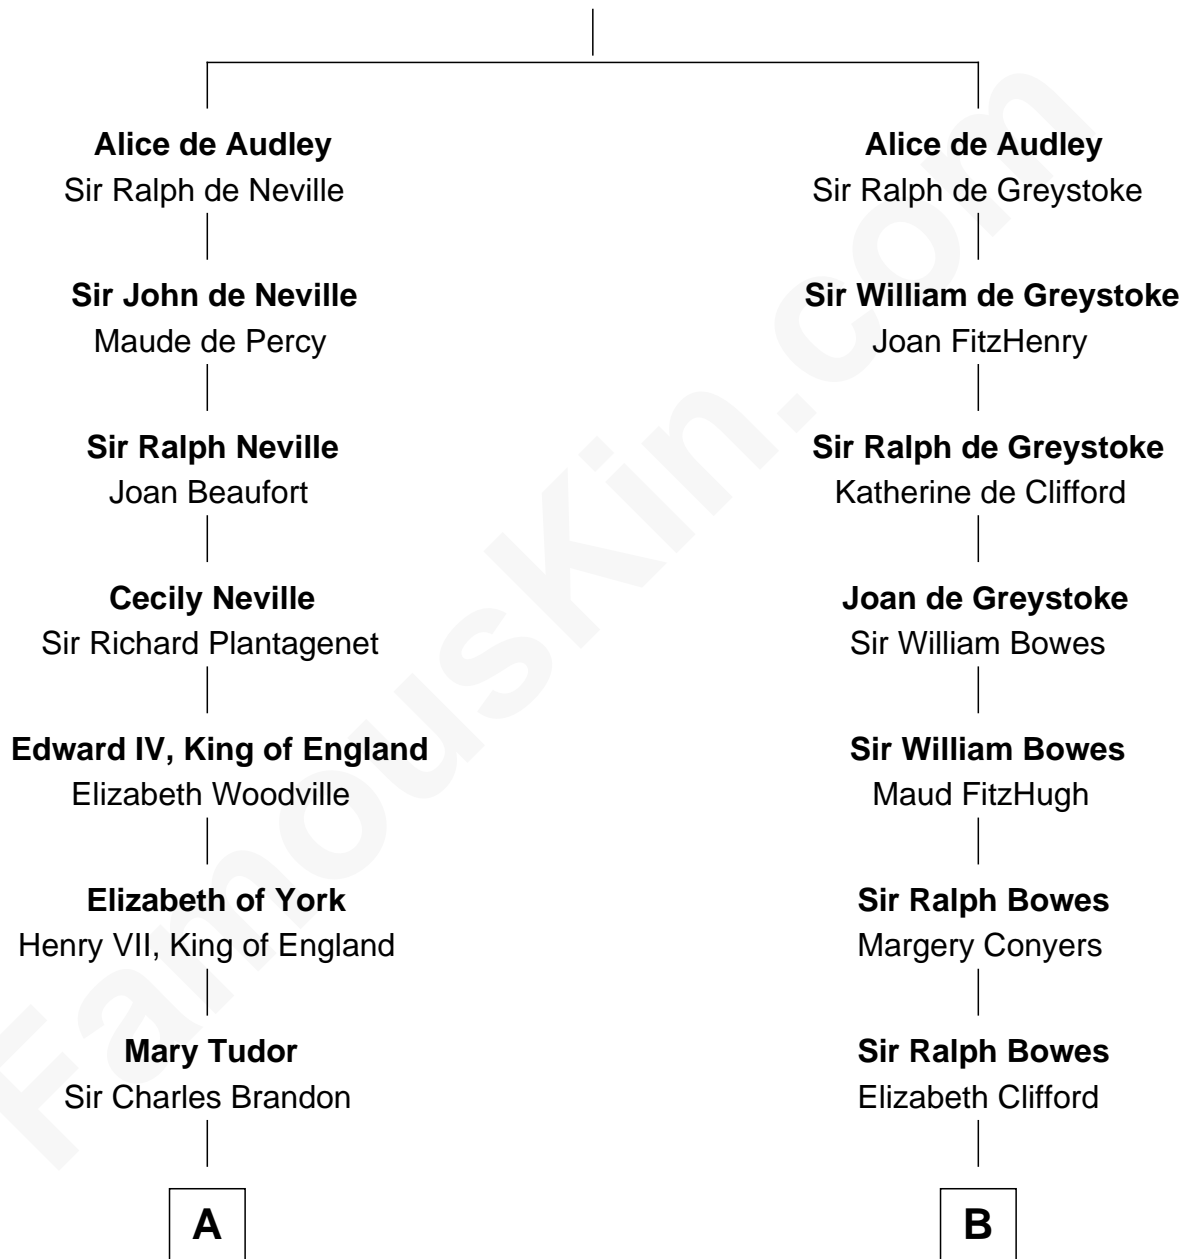 Alice de Audley
Sir Ralph de Neville
Sir John de Neville
Maude de Percy
Sir Ralph Neville
Joan Beaufort
Cecily Neville
Sir Richard Plantagenet
Edward IV, King of England
Elizabeth Woodville
Elizabeth of York
Henry VII, King of England
Mary Tudor
Sir Charles Brandon
A
Alice de Audley
Sir Ralph de Greystoke
Sir William de Greystoke
Joan FitzHenry
Sir Ralph de Greystoke
Katherine de Clifford
Joan de Greystoke
Sir William Bowes
Sir William Bowes
Maud FitzHugh
Sir Ralph Bowes
Margery Conyers
Sir Ralph Bowes
Elizabeth Clifford
B
FamousKin.com